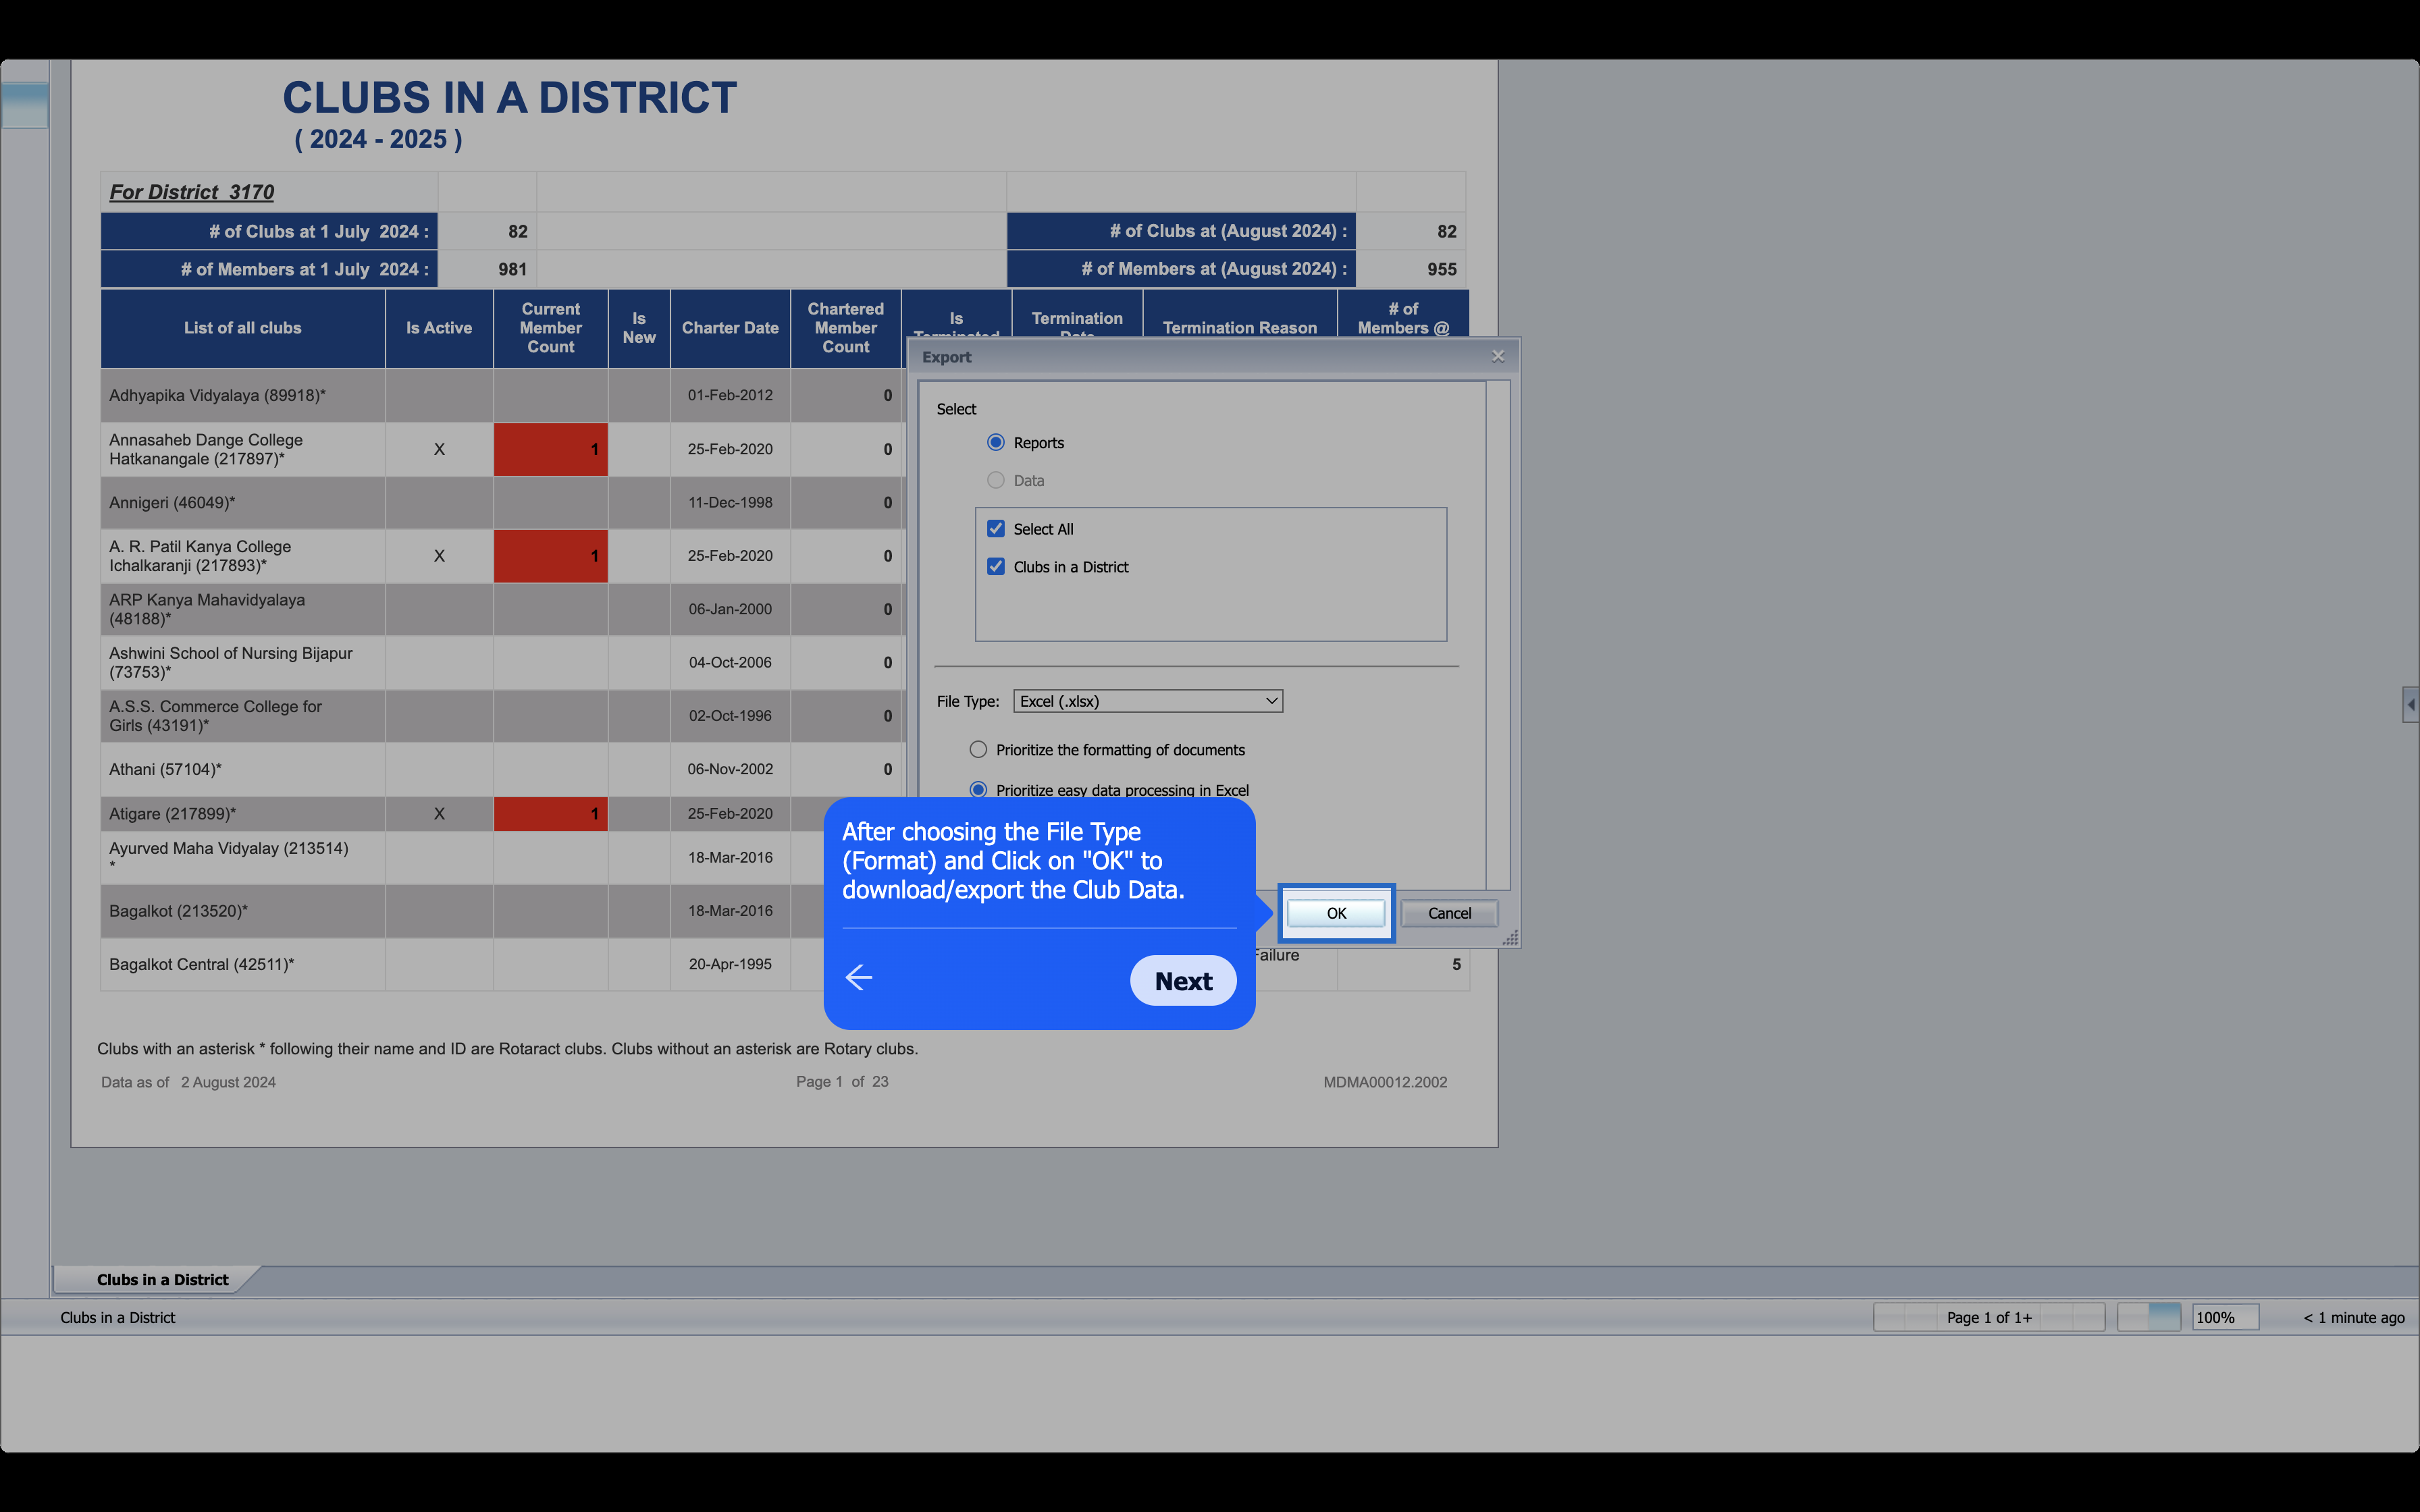 CLUBS IN A DISTRICT
( 2024 - 2025 )
For District 3170
# of Clubs at 1 July 2024 : 82 # of Clubs at (August 2024) : 82
# of Members at 1 July 2024 : 981 # of Members at (August 2024) : 955
List of all clubs
Is Active
Current
Member
Count
Is
New
Charter Date
Chartered
Member
Count
Is
Terminated
Termination
Date
Termination Reason
# of
Members @
Adhyapika Vidyalaya (89918)* 01-Feb-2012 0
Annasaheb Dange College
Hatkanangale (217897)* X 1 25-Feb-2020 0
Annigeri (46049)* 11-Dec-1998 0
A. R. Patil Kanya College
Ichalkaranji (217893)* X 1 25-Feb-2020 0
ARP Kanya Mahavidyalaya
(48188)* 06-Jan-2000 0
Ashwini School of Nursing Bijapur
(73753)* 04-Oct-2006 0
A.S.S. Commerce College for
Girls (43191)* 02-Oct-1996 0
Athani (57104)* 06-Nov-2002 0
Atigare (217899)* X 1 25-Feb-2020
Ayurved Maha Vidyalay (213514)
* 18-Mar-2016
Bagalkot (213520)* 18-Mar-2016
Bagalkot Central (42511)* 20-Apr-1995 Failure 5
Export
Select
Reports
Data
Select All
Clubs in a District
File Type: Excel (.xlsx)
Prioritize the formatting of documents
Prioritize easy data processing in Excel
OK Cancel
After choosing the File Type
(Format) and Click on "OK" to
download/export the Club Data.
Next
Clubs with an asterisk * following their name and ID are Rotaract clubs. Clubs without an asterisk are Rotary clubs.
Data as of 2 August 2024 Page 1 of 23 MDMA00012.2002
Clubs in a District
Clubs in a District Page 1 of 1+ 100% < 1 minute ago